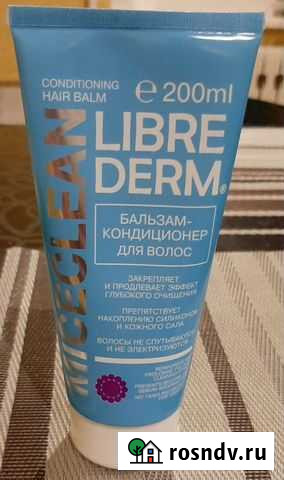 CONDITIONING
HAIR BALM
℮ 200ml
MICECLEAN
LIBRE
DERM®
БАЛЬЗАМ-
КОНДИЦИОНЕР
ДЛЯ ВОЛОС
ЗАКРЕПЛЯЕТ
И ПРОДЛЕВАЕТ ЭФФЕКТ
ГЛУБОКОГО ОЧИЩЕНИЯ
ПРЕПЯТСТВУЕТ
НАКОПЛЕНИЮ СИЛИКОНОВ
И КОЖНОГО САЛА
ВОЛОСЫ НЕ СПУТЫВАЮТСЯ
И НЕ ЭЛЕКТРИЗУЮТСЯ
rosndv.ru